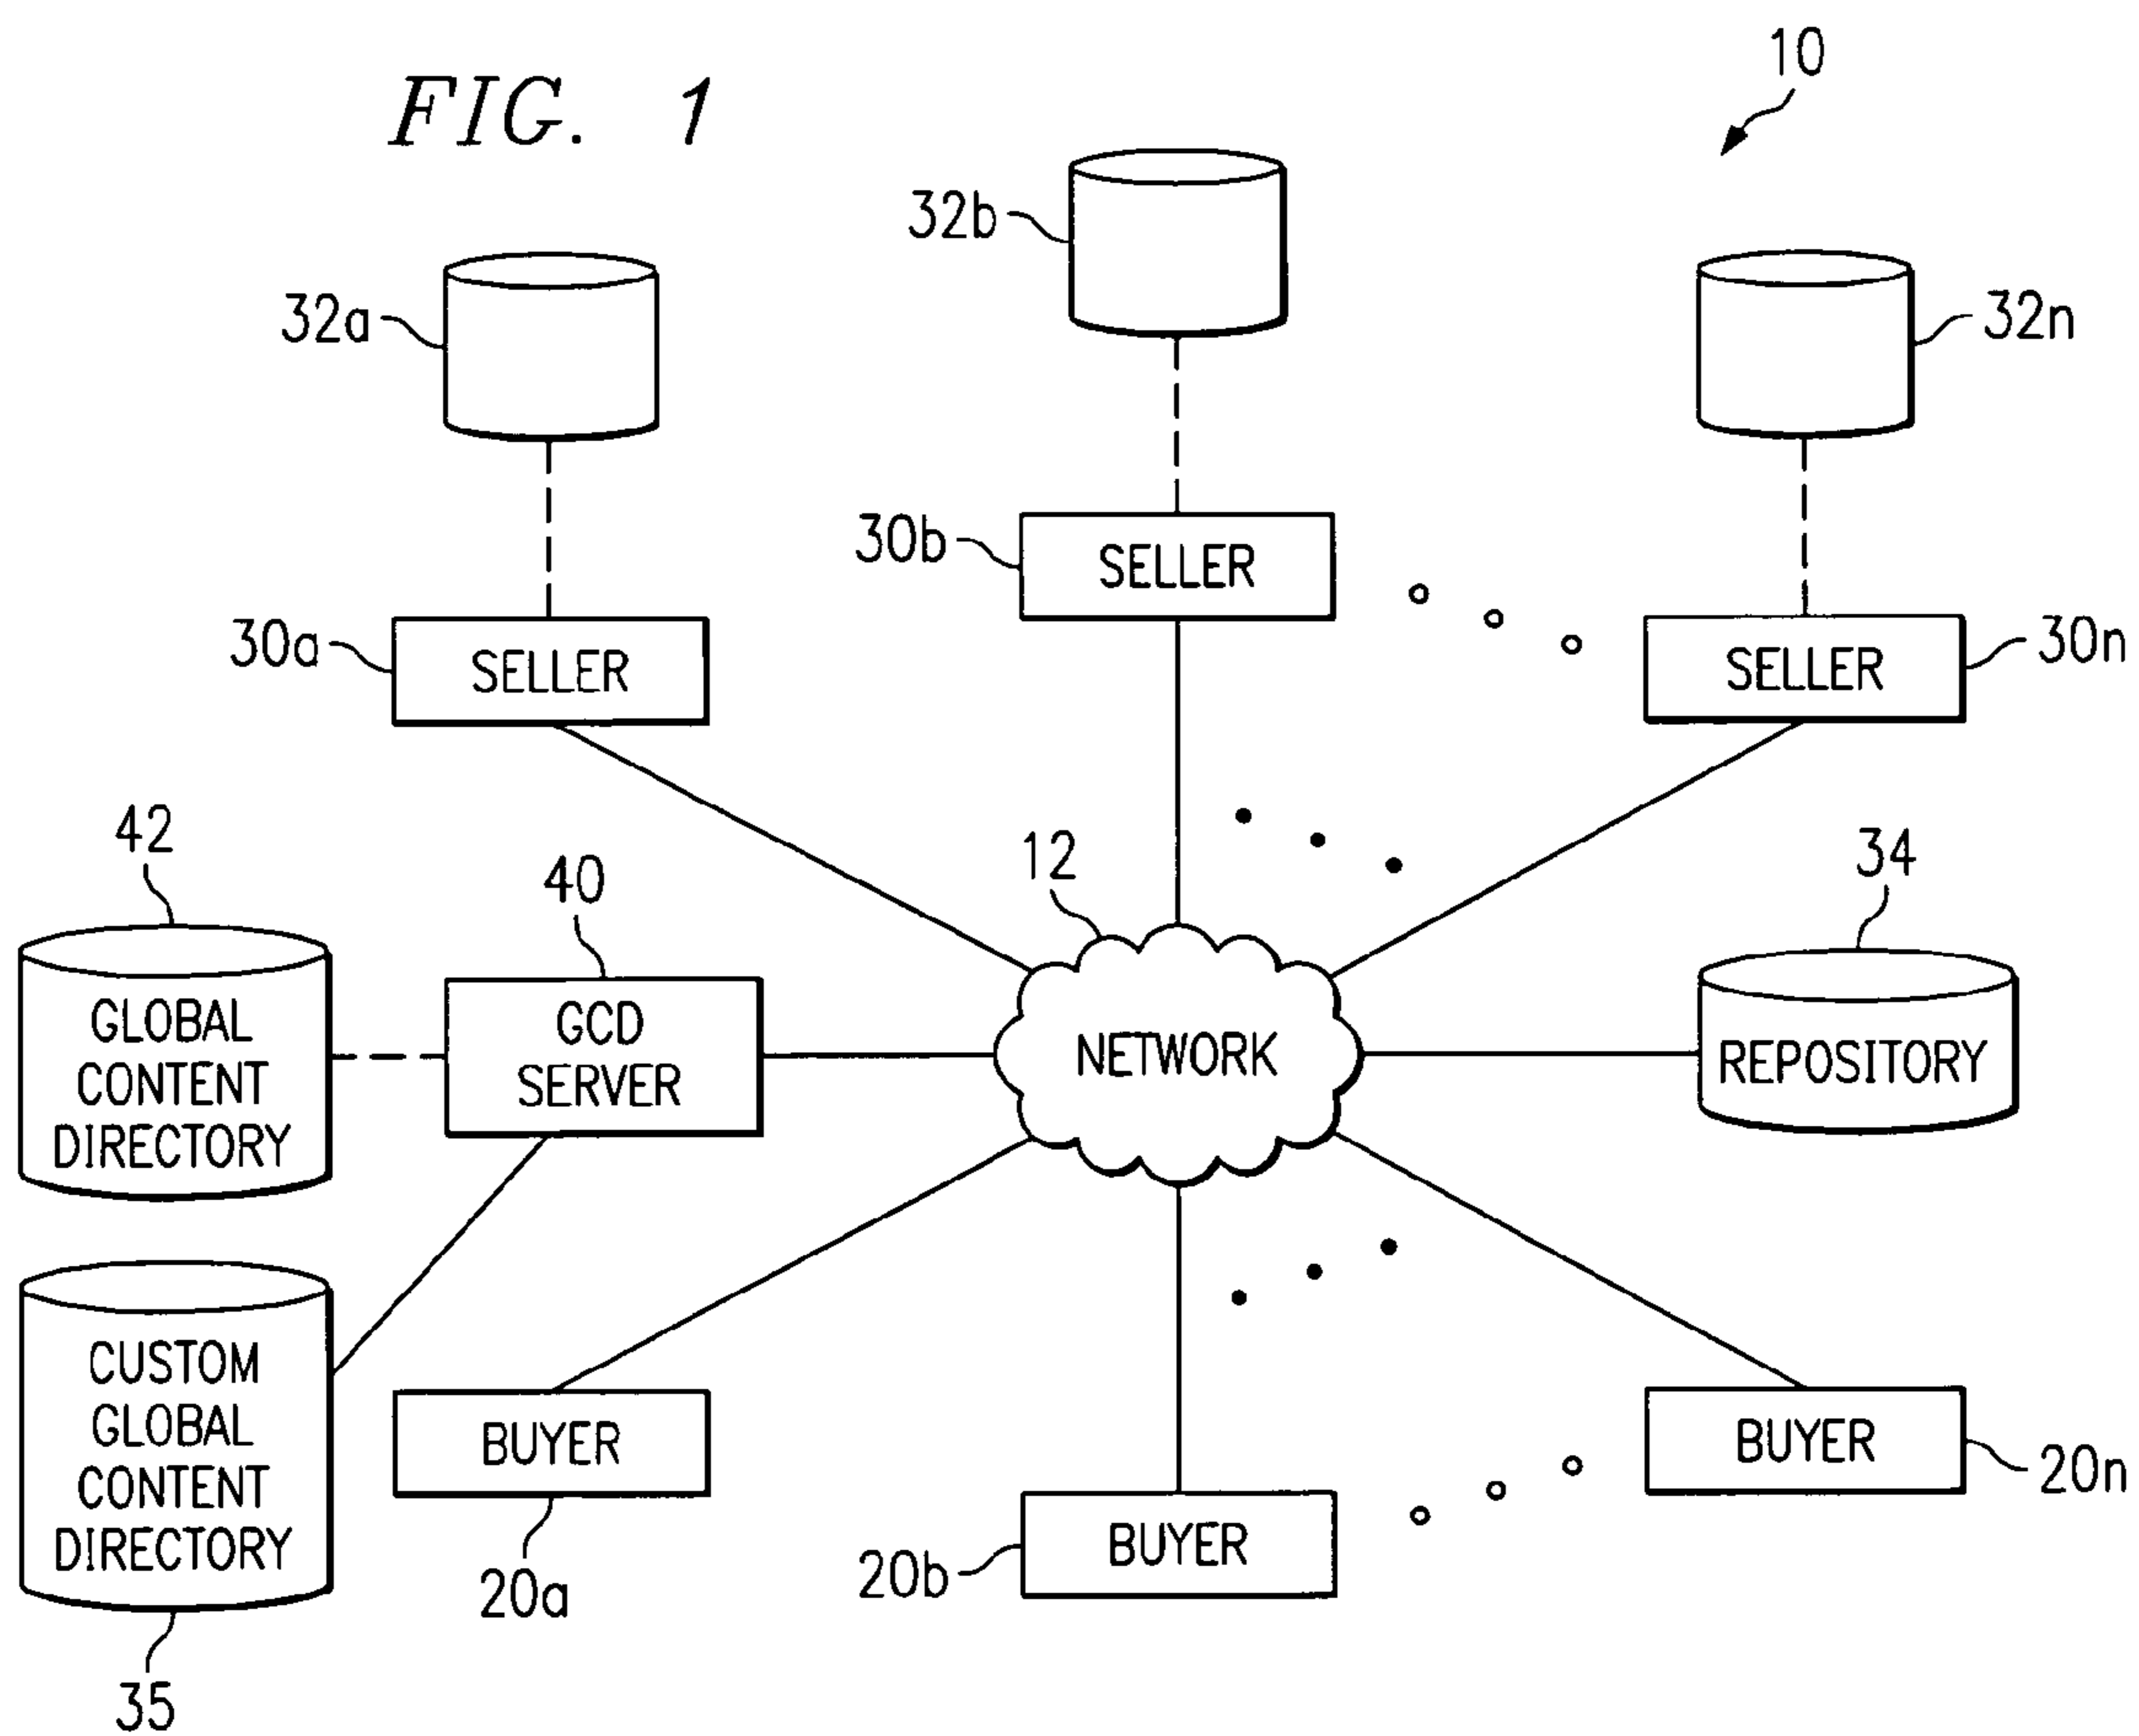 FIG. 1
10
32b
32a
32n
30b
SELLER
30a
SELLER
SELLER
30n
42
40
12
34
GLOBAL
CONTENT
DIRECTORY
GCD
SERVER
NETWORK
REPOSITORY
CUSTOM
GLOBAL
CONTENT
DIRECTORY
BUYER
BUYER
20n
20a
20b
BUYER
35